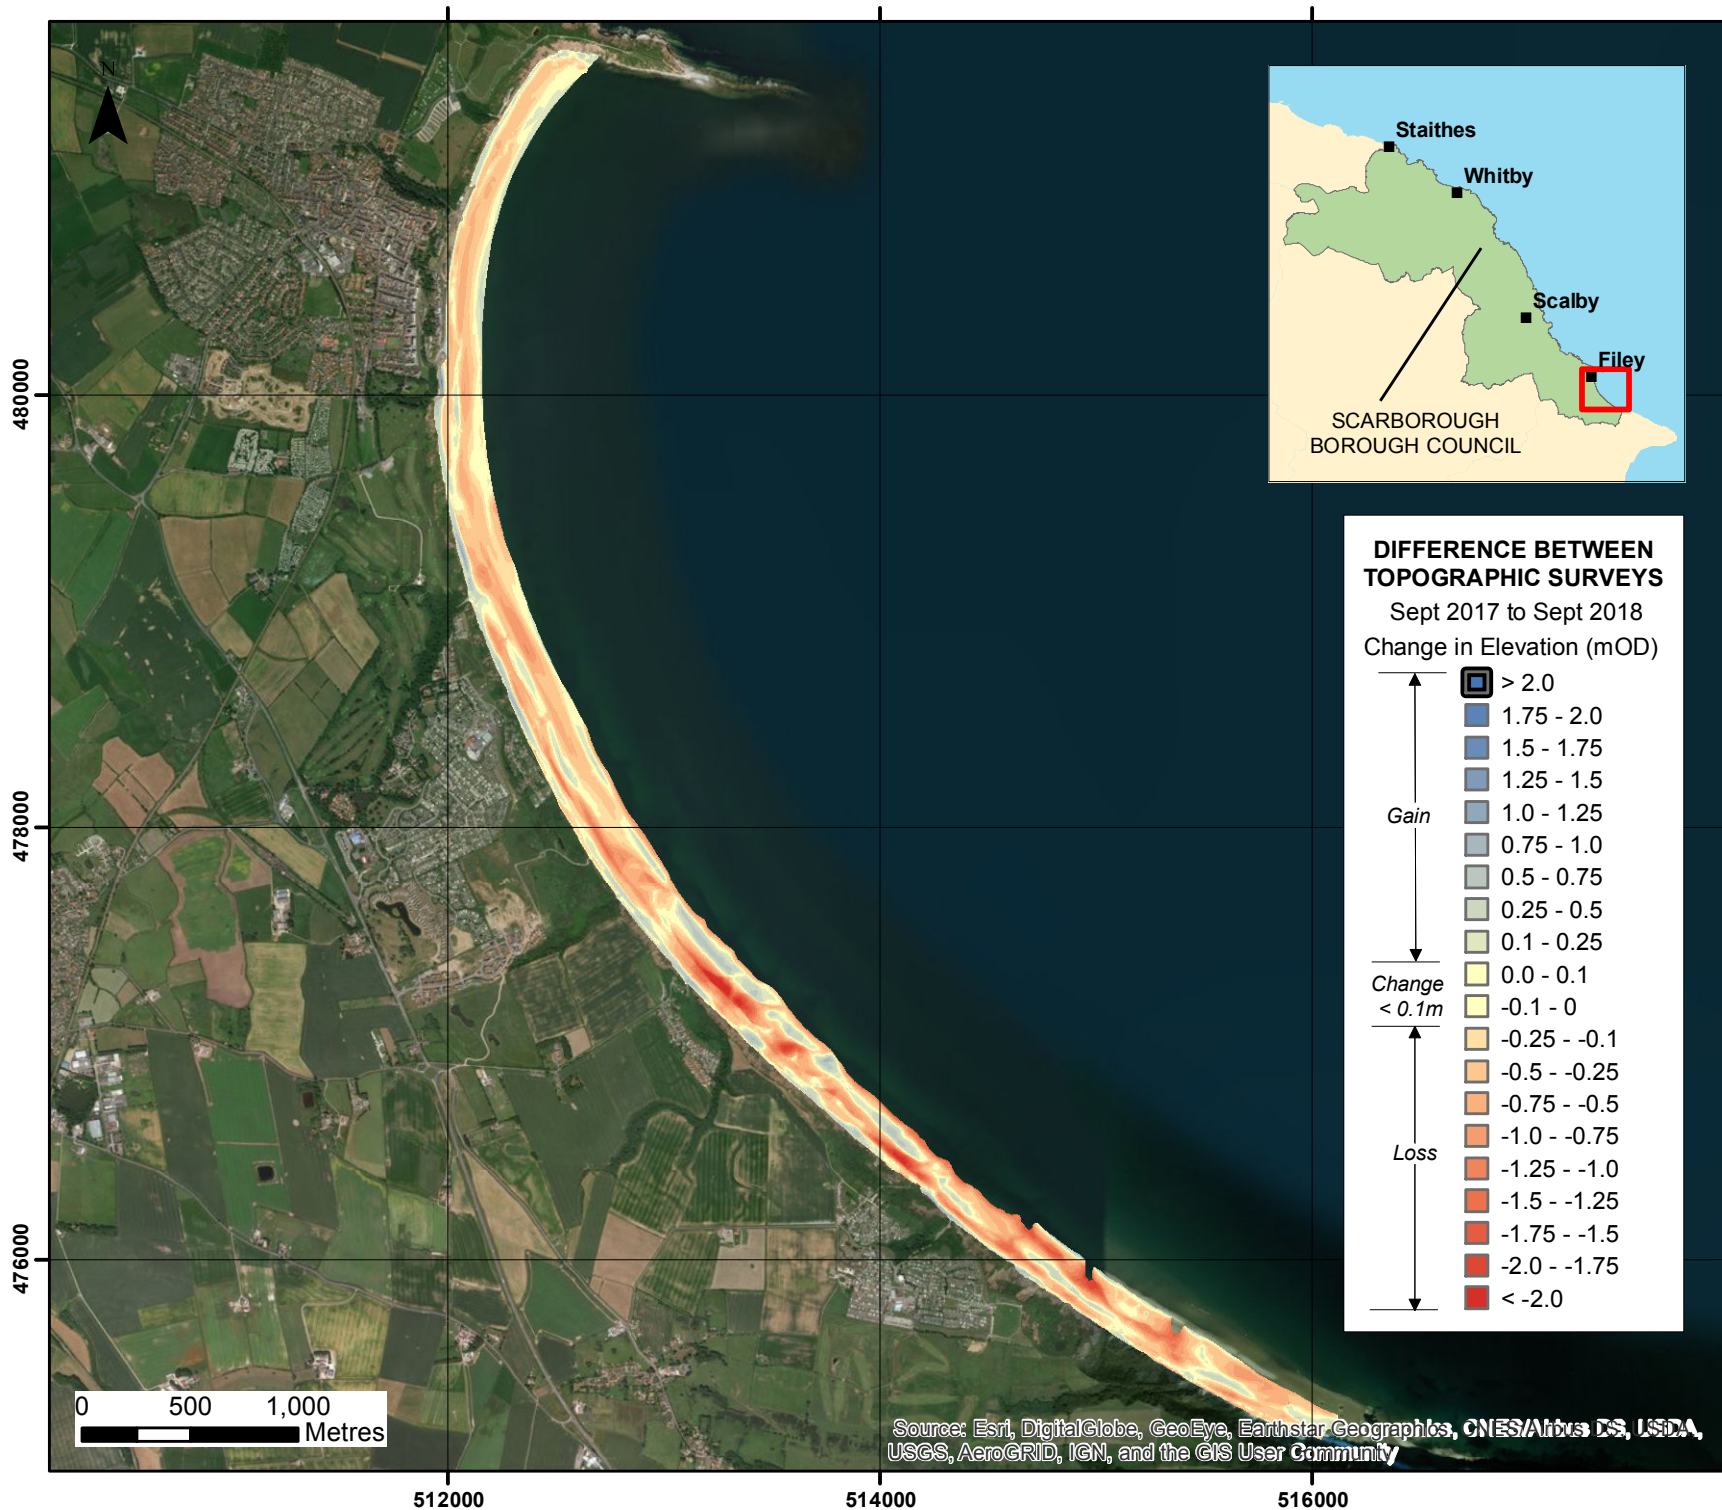 N
Staithes
Whitby
Scalby
Filey
SCARBOROUGH
BOROUGH COUNCIL
DIFFERENCE BETWEEN
TOPOGRAPHIC SURVEYS
Sept 2017 to Sept 2018
Change in Elevation (mOD)
> 2.0
1.75 - 2.0
1.5 - 1.75
1.25 - 1.5
1.0 - 1.25
Gain
0.75 - 1.0
0.5 - 0.75
0.25 - 0.5
0.1 - 0.25
0.0 - 0.1
Change
< 0.1m
-0.1 - 0
-0.25 - -0.1
-0.5 - -0.25
-0.75 - -0.5
-1.0 - -0.75
Loss
-1.25 - -1.0
-1.5 - -1.25
-1.75 - -1.5
-2.0 - -1.75
< -2.0
480000
478000
476000
0 500 1,000
Metres
Source: Esri, DigitalGlobe, GeoEye, Earthstar Geographics, CNES/Airbus DS, USDA,
USGS, AeroGRID, IGN, and the GIS User Community
512000 514000 516000